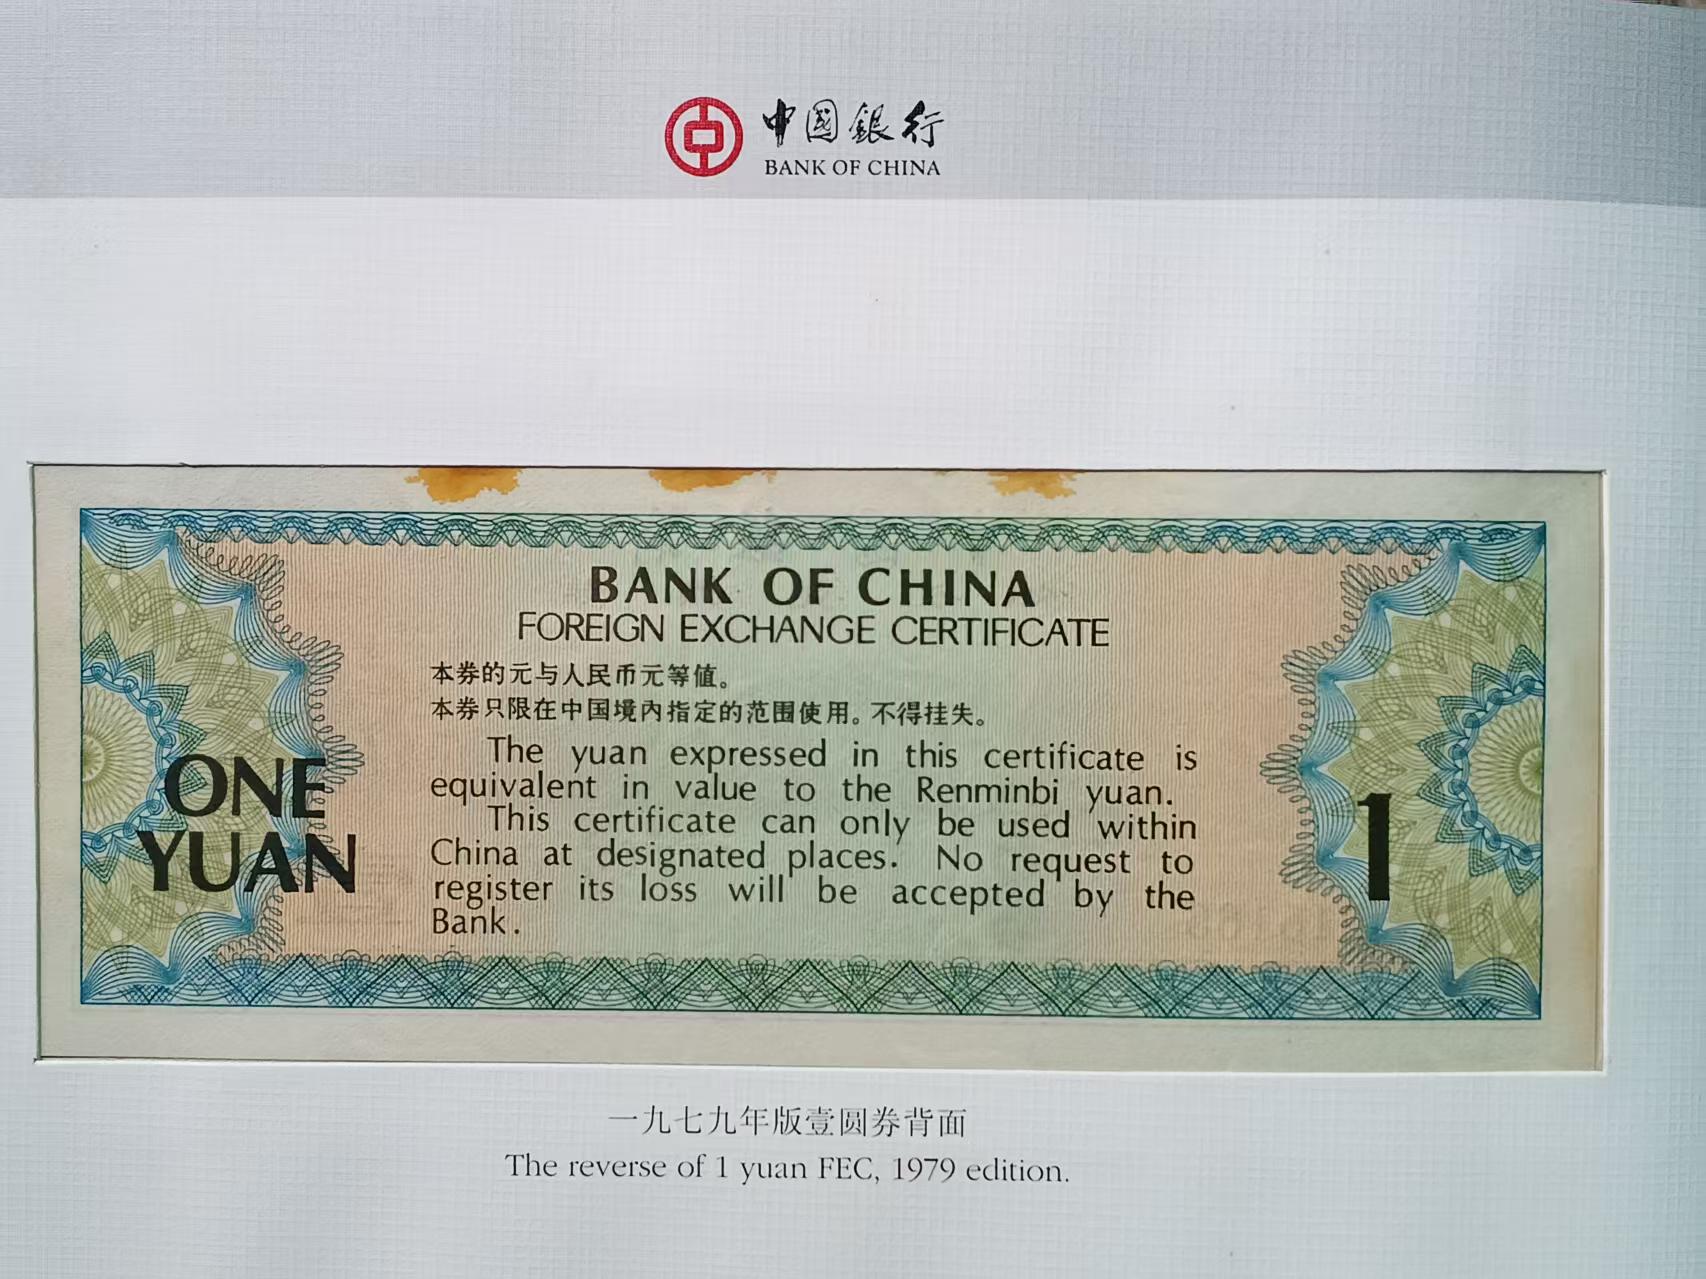 中國銀行
BANK OF CHINA
BANK OF CHINA
FOREIGN EXCHANGE CERTIFICATE
本券的元与人民币元等值。
本券只限在中国境内指定的范围使用。不得挂失。
The yuan expressed in this certificate is
equivalent in value to the Renminbi yuan.
This certificate can only be used within
China at designated places. No request to
register its loss will be accepted by the
Bank.
ONE
YUAN
1
一九七九年版壹圆券背面
The reverse of 1 yuan FEC, 1979 edition.